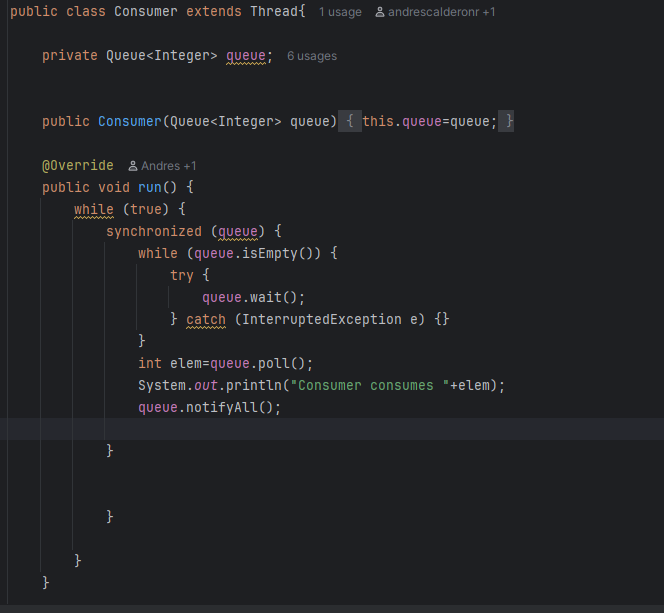 public class Consumer extends Thread{ 1 usage andrescalderonr +1
private Queue<Integer> queue; 6 usages
public Consumer(Queue<Integer> queue) { this.queue=queue; }
@Override Andres +1
public void run() {
while (true) {
synchronized (queue) {
while (queue.isEmpty()) {
try {
queue.wait();
} catch (InterruptedException e) {}
}
int elem=queue.poll();
System.out.println("Consumer consumes "+elem);
queue.notifyAll();
}
}
}
}